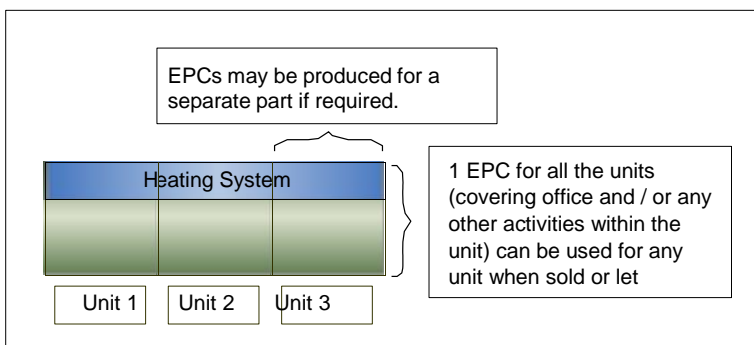 EPCs may be produced for a
separate part if required.
Heating System
1 EPC for all the units
(covering office and / or any
other activities within the
unit) can be used for any
unit when sold or let
Unit 1
Unit 2
Unit 3